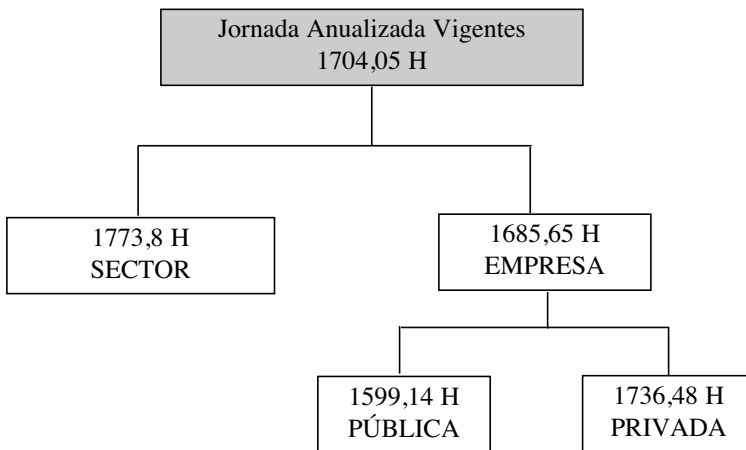 Jornada Anualizada Vigentes
1704,05 H
1773,8 H
SECTOR
1685,65 H
EMPRESA
1599,14 H
PÚBLICA
1736,48 H
PRIVADA